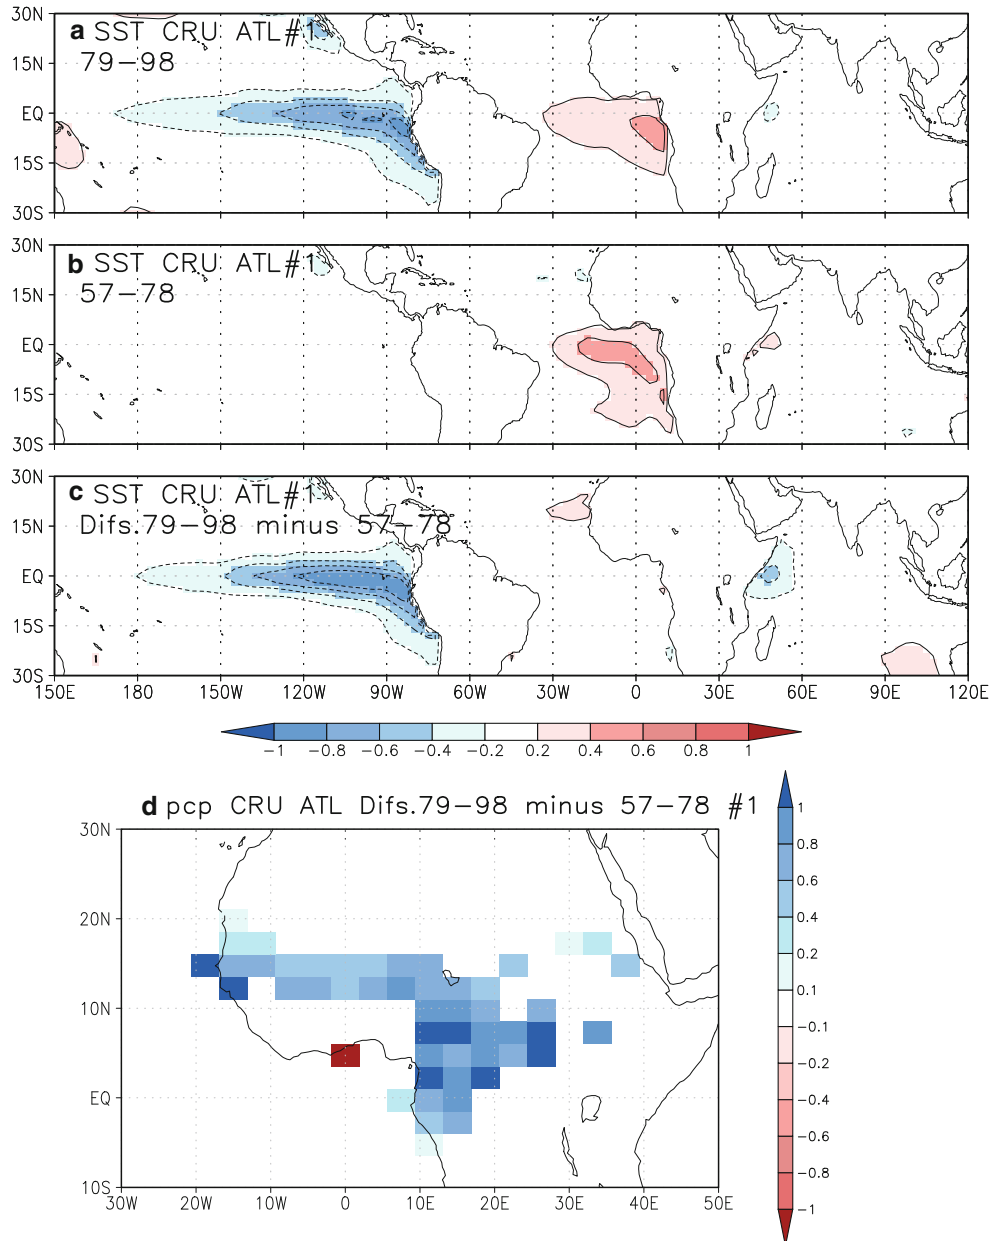 30N
a SST CRU ATL#1
79-98
15N
EQ
15S
30S
30N
b SST CRU ATL#1
57-78
15N
EQ
15S
30S
30N
c SST CRU ATL#1
Difs.79-98 minus 57-78
15N
EQ
15S
30S
150E 180 150W 120W 90W 60W 30W 0 30E 60E 90E 120E
-1 -0.8 -0.6 -0.4 -0.2 0.2 0.4 0.6 0.8 1
d pcp CRU ATL Difs.79-98 minus 57-78 #1
30N
20N
10N
EQ
10S
30W 20W 10W 0 10E 20E 30E 40E 50E
1
0.8
0.6
0.4
0.2
0.1
-0.1
-0.2
-0.4
-0.6
-0.8
-1